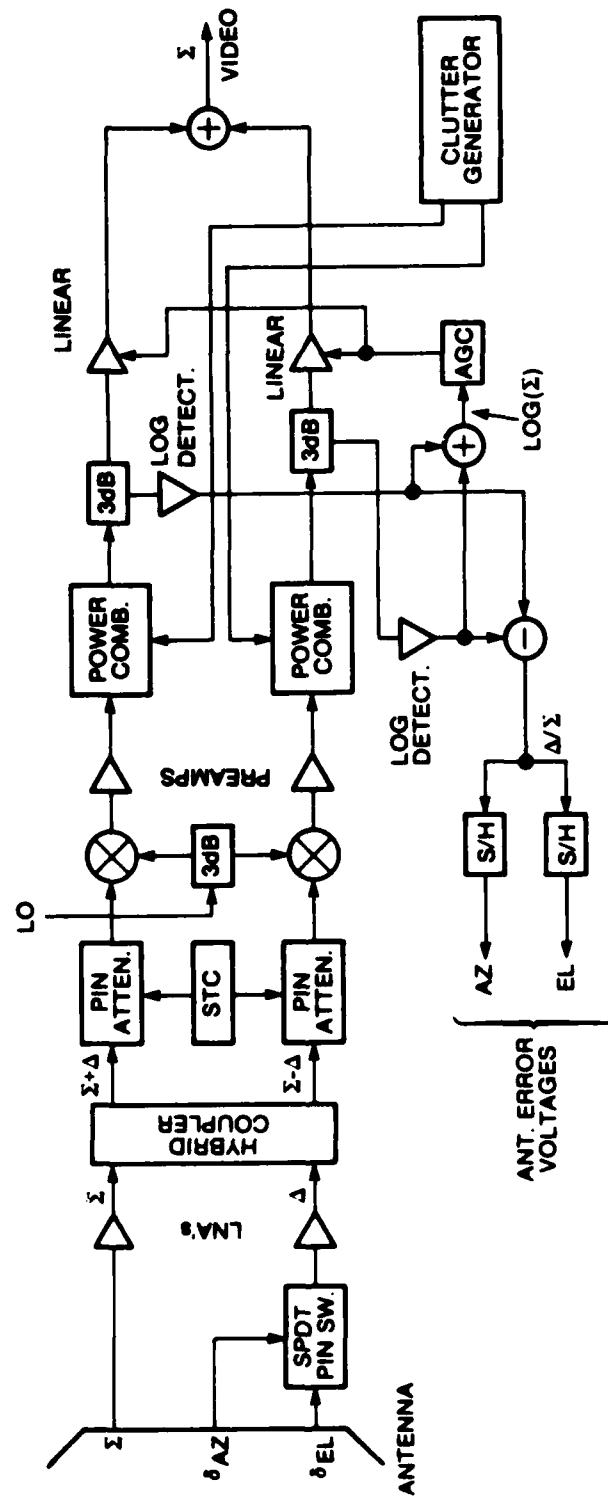 Σ
δAZ
δEL
ANTENNA
SPDT
PIN SW.
LNA's
Σ
Δ
HYBRID
COUPLER
Σ+Δ
Σ-Δ
PIN
ATTEN.
STC
PIN
ATTEN.
LO
3dB
PREAMPS
POWER
COMB.
POWER
COMB.
3dB
LOG
DETECT.
LINEAR
3dB
LINEAR
LOG
DETECT.
+
Σ
VIDEO
CLUTTER
GENERATOR
AGC
LOG(Σ)
+
-
Δ/Σ
S/H
S/H
AZ
EL
ANT. ERROR
VOLTAGES